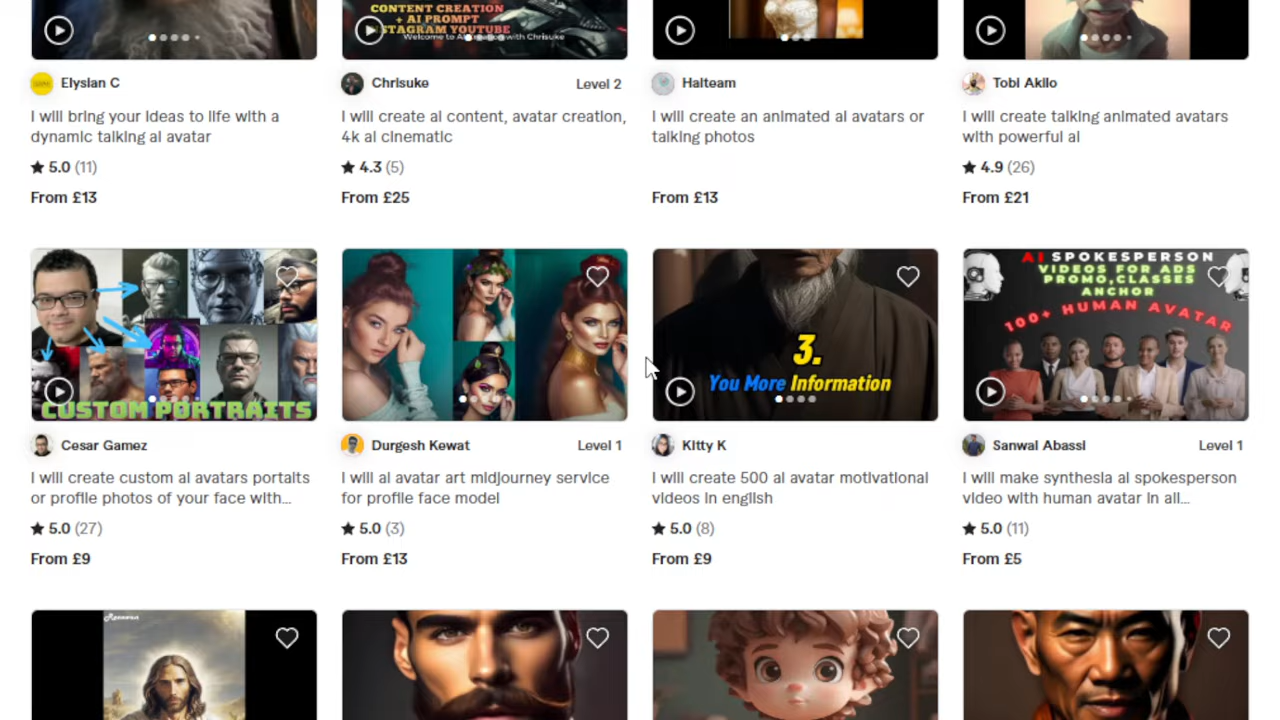 CONTENT CREATION
+ AI PROMPT
INSTAGRAM YOUTUBE
with Chrisuke
Elysian C
Chrisuke Level 2
Halteam
Tobi Akilo
I will bring your ideas to life with a
dynamic talking ai avatar
I will create ai content, avatar creation,
4k ai cinematic
I will create an animated ai avatars or
talking photos
I will create talking animated avatars
with powerful ai
5.0 (11)
4.3 (5)
4.9 (26)
From £13
From £25
From £13
From £21
CUSTOM PORTRAITS
3.
You More Information
AI SPOKESPERSON
VIDEOS FOR ADS
PROMO,CLASSES
ANCHOR
100+ HUMAN AVATAR
Cesar Gamez
Durgesh Kewat Level 1
Kitty K
Sanwal Abassi Level 1
I will create custom ai avatars portaits
or profile photos of your face with...
I will ai avatar art midjourney service
for profile face model
I will create 500 ai avatar motivational
videos in english
I will make synthesia ai spokesperson
video with human avatar in all...
5.0 (27)
5.0 (3)
5.0 (8)
5.0 (11)
From £9
From £13
From £9
From £5